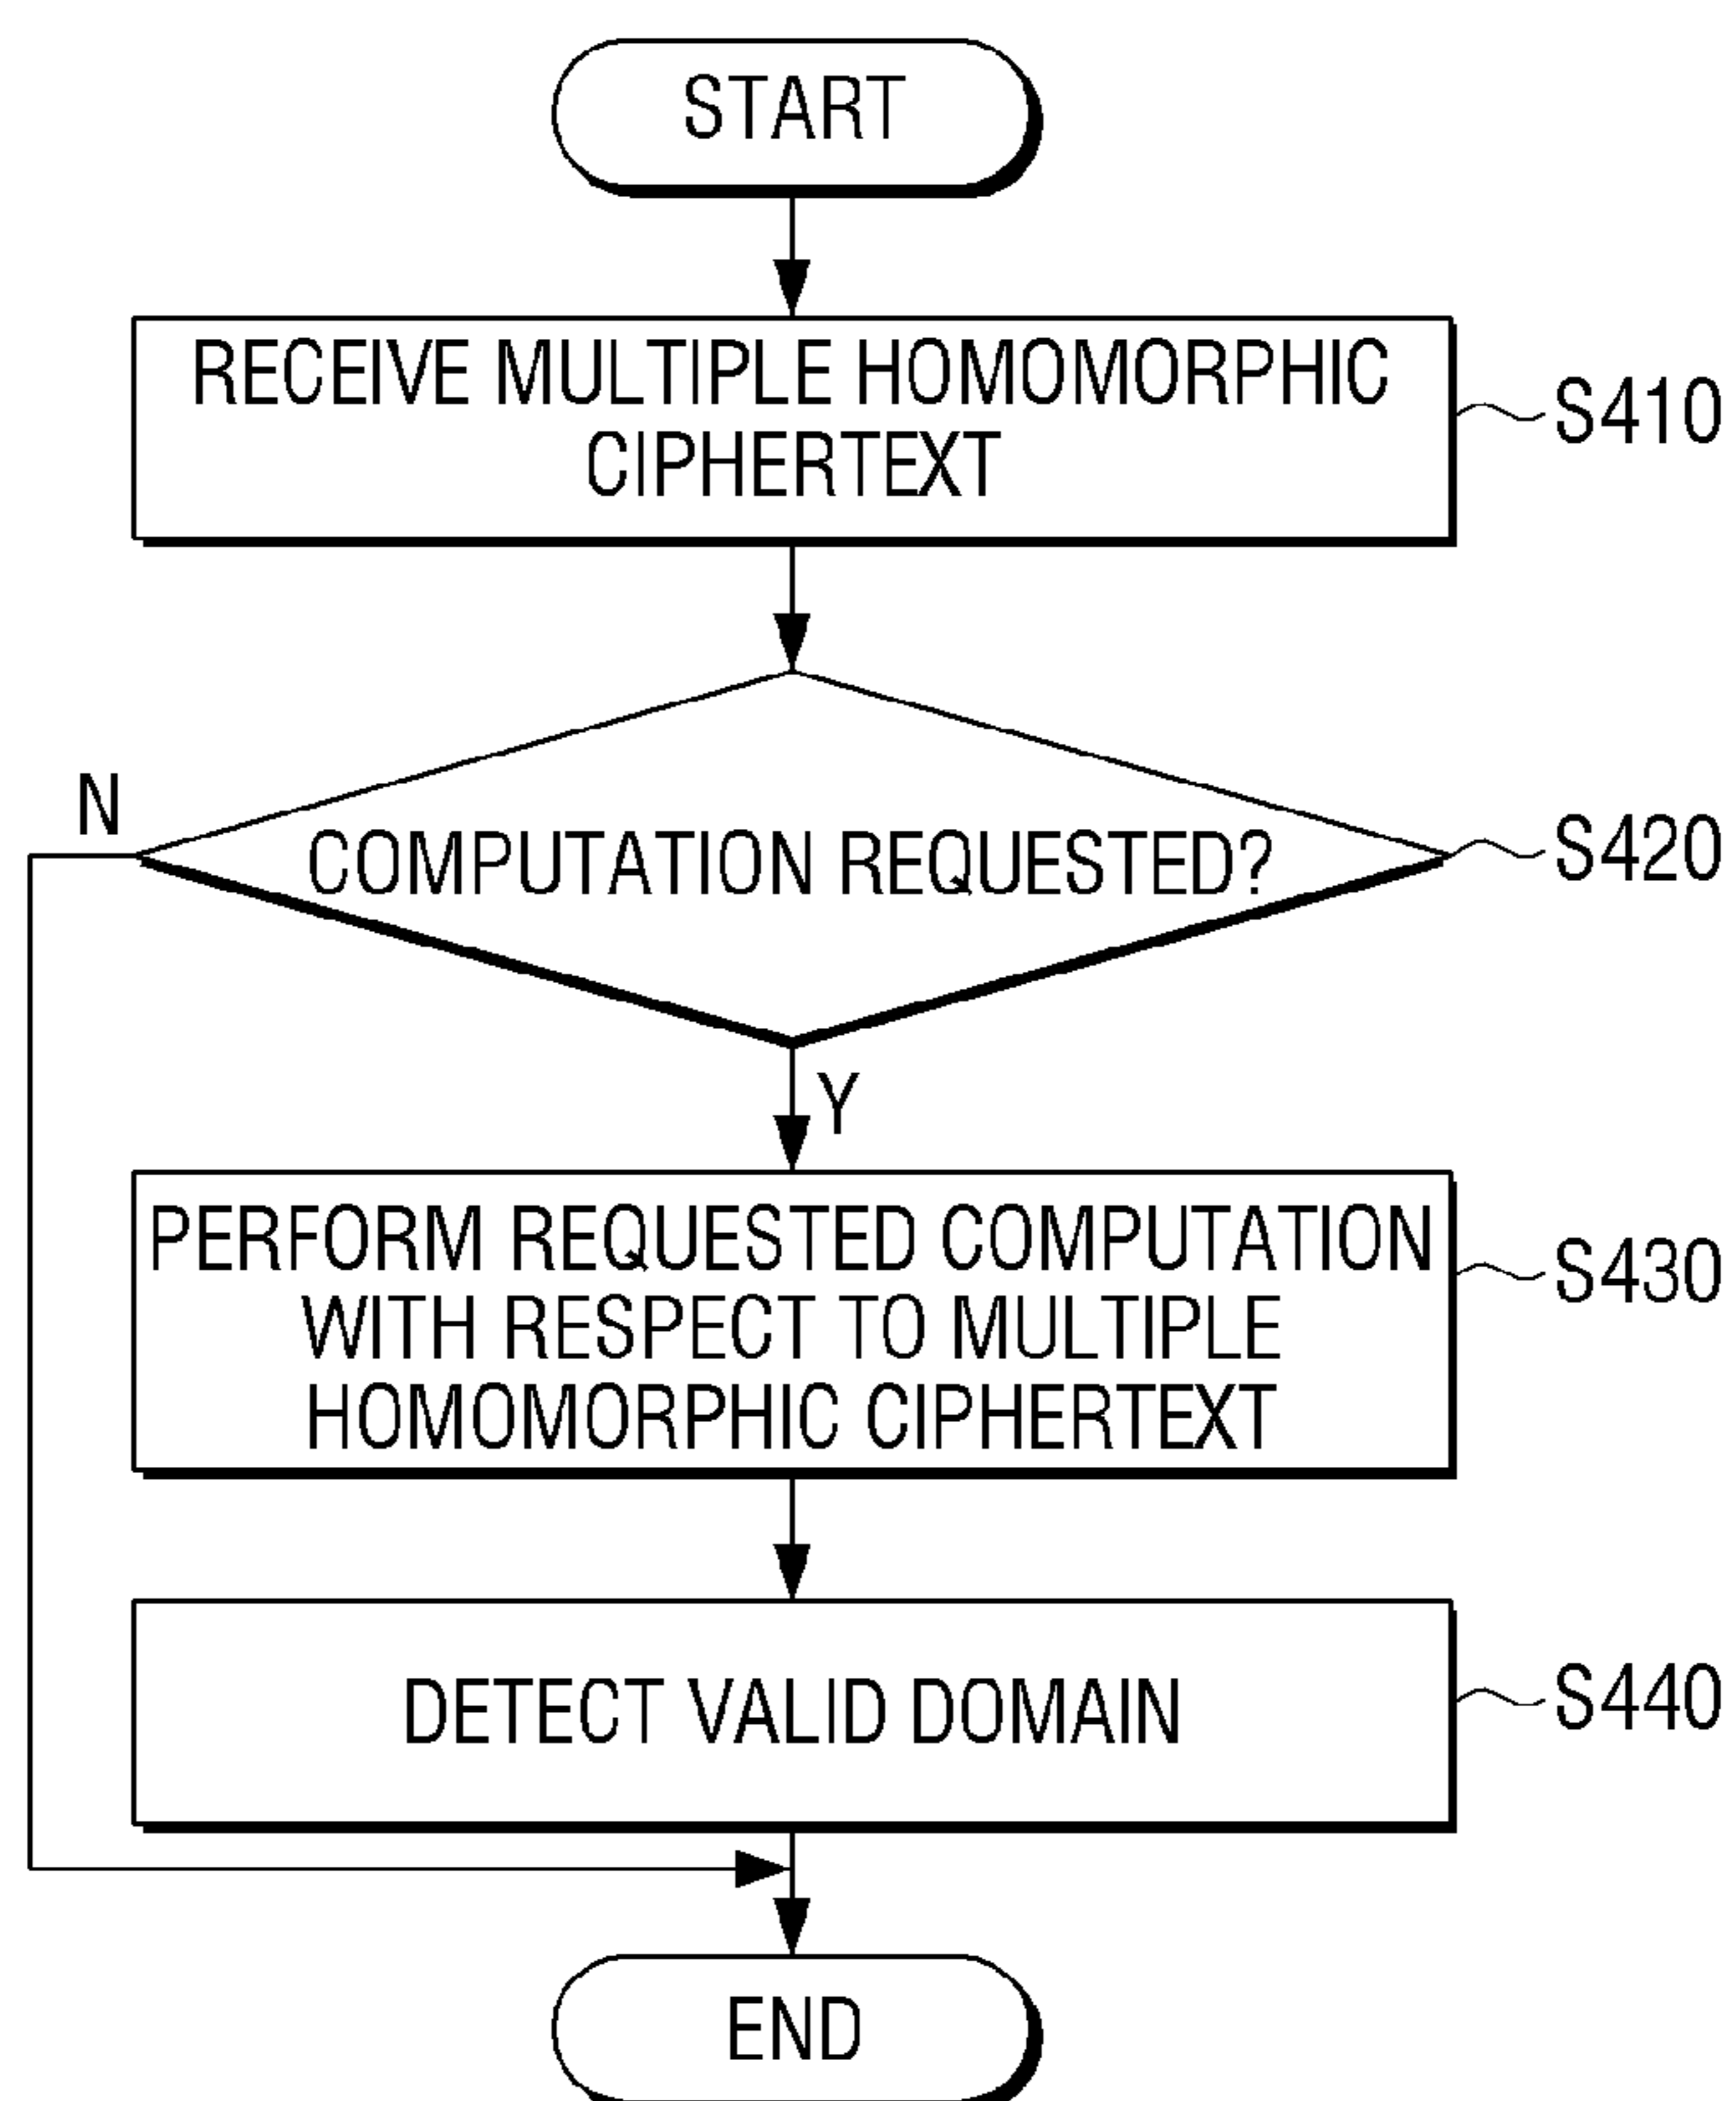 START
RECEIVE MULTIPLE HOMOMORPHIC
CIPHERTEXT
S410
N
COMPUTATION REQUESTED?
S420
Y
PERFORM REQUESTED COMPUTATION
WITH RESPECT TO MULTIPLE
HOMOMORPHIC CIPHERTEXT
S430
DETECT VALID DOMAIN
S440
END